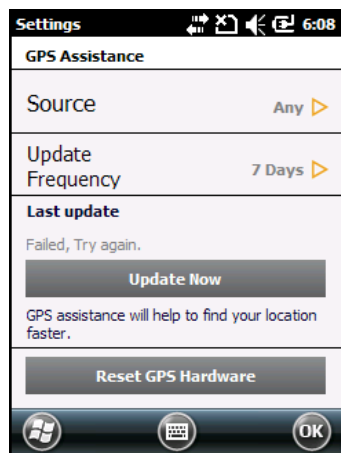 Settings 6:08
GPS Assistance
Source Any
Update
Frequency 7 Days
Last update
Failed, Try again.
Update Now
GPS assistance will help to find your location
faster.
Reset GPS Hardware
OK